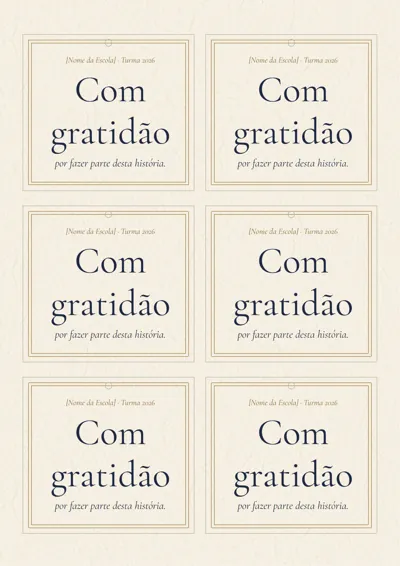 [Nome da Escola] · Turma 2026
Com
gratidão
por fazer parte desta história.
[Nome da Escola] · Turma 2026
Com
gratidão
por fazer parte desta história.
[Nome da Escola] · Turma 2026
Com
gratidão
por fazer parte desta história.
[Nome da Escola] · Turma 2026
Com
gratidão
por fazer parte desta história.
[Nome da Escola] · Turma 2026
Com
gratidão
por fazer parte desta história.
[Nome da Escola] · Turma 2026
Com
gratidão
por fazer parte desta história.